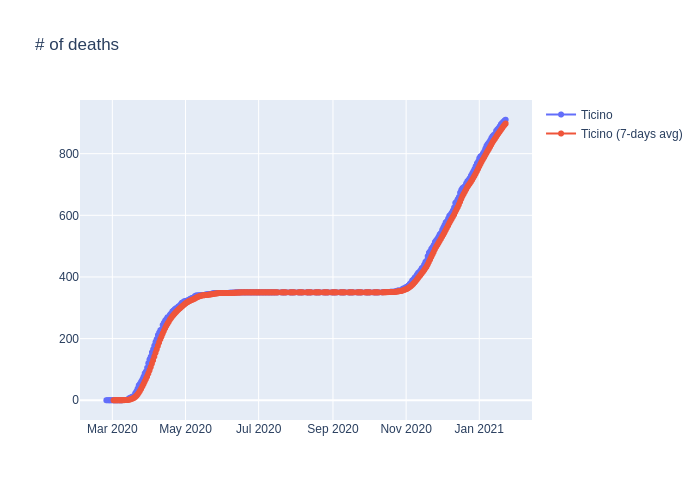 # of deaths
Ticino
Ticino (7-days avg)
800
600
400
200
0
Mar 2020
May 2020
Jul 2020
Sep 2020
Nov 2020
Jan 2021